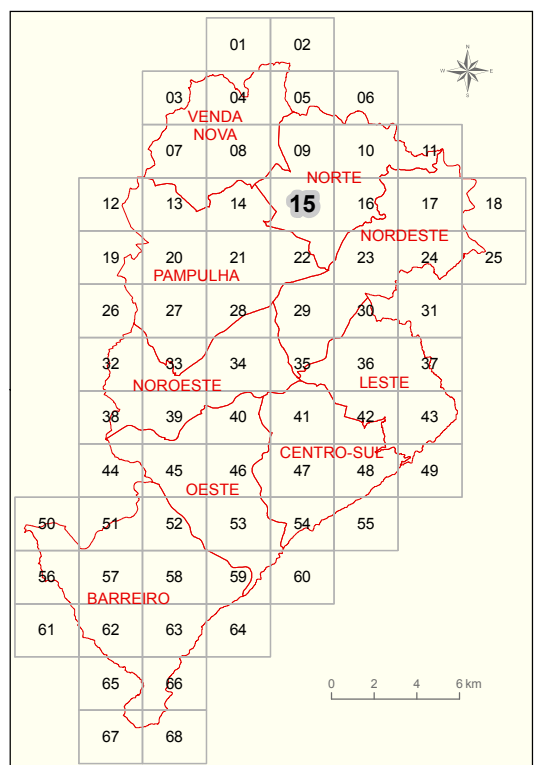 01 02
N
W E
S
03 04 05 06
VENDA
NOVA
07 08 09 10 11
NORTE
12 13 14 15 16 17 18
NORDESTE
19 20 21 22 23 24 25
PAMPULHA
26 27 28 29 30 31
32 33 34 35 36 37
NOROESTE LESTE
38 39 40 41 42 43
CENTRO-SUL
44 45 46 47 48 49
OESTE
50 51 52 53 54 55
56 57 58 59 60
BARREIRO
61 62 63 64
65 66
0 2 4 6 km
67 68